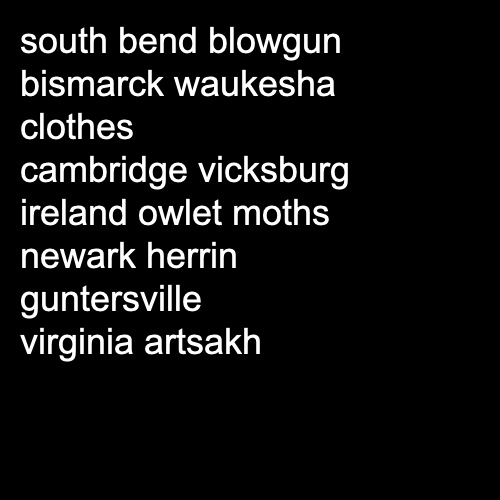 south bend blowgun
bismarck waukesha
clothes
cambridge vicksburg
ireland owlet moths
newark herrin
guntersville
virginia artsakh